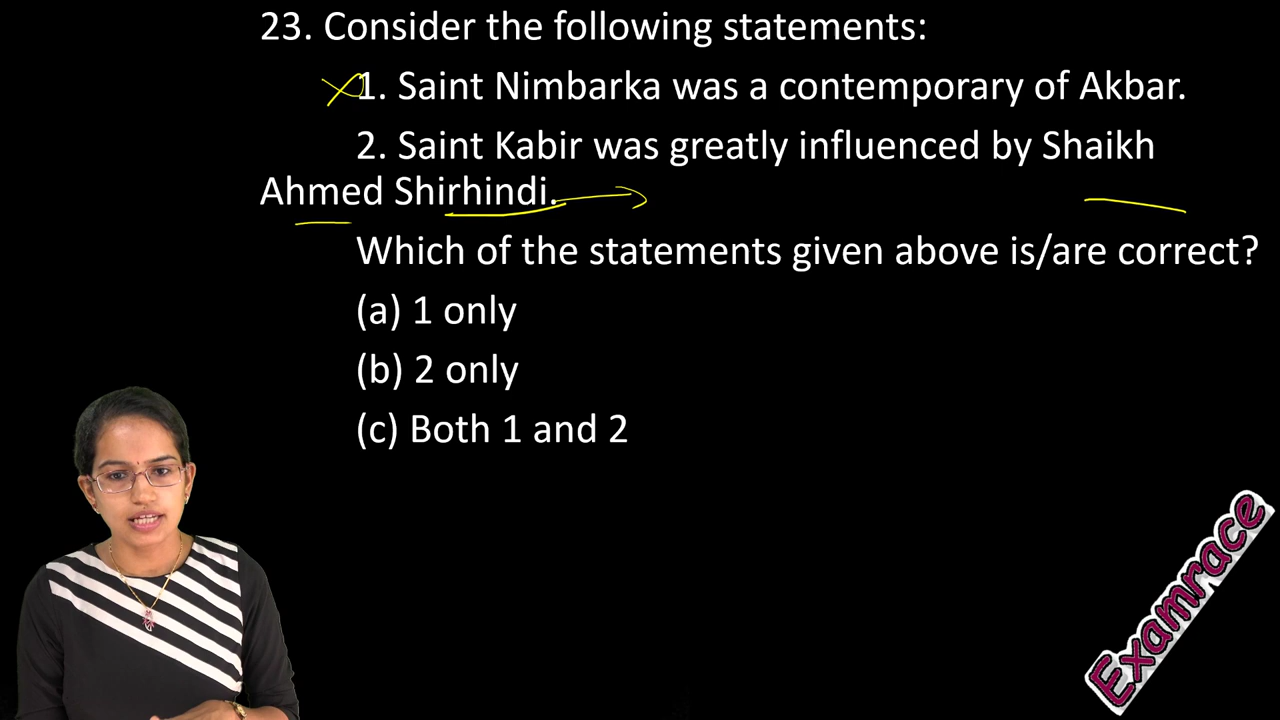 23. Consider the following statements:
1. Saint Nimbarka was a contemporary of Akbar.
2. Saint Kabir was greatly influenced by Shaikh
Ahmed Shirhindi.
Which of the statements given above is/are correct?
(a) 1 only
(b) 2 only
(c) Both 1 and 2
Examrace